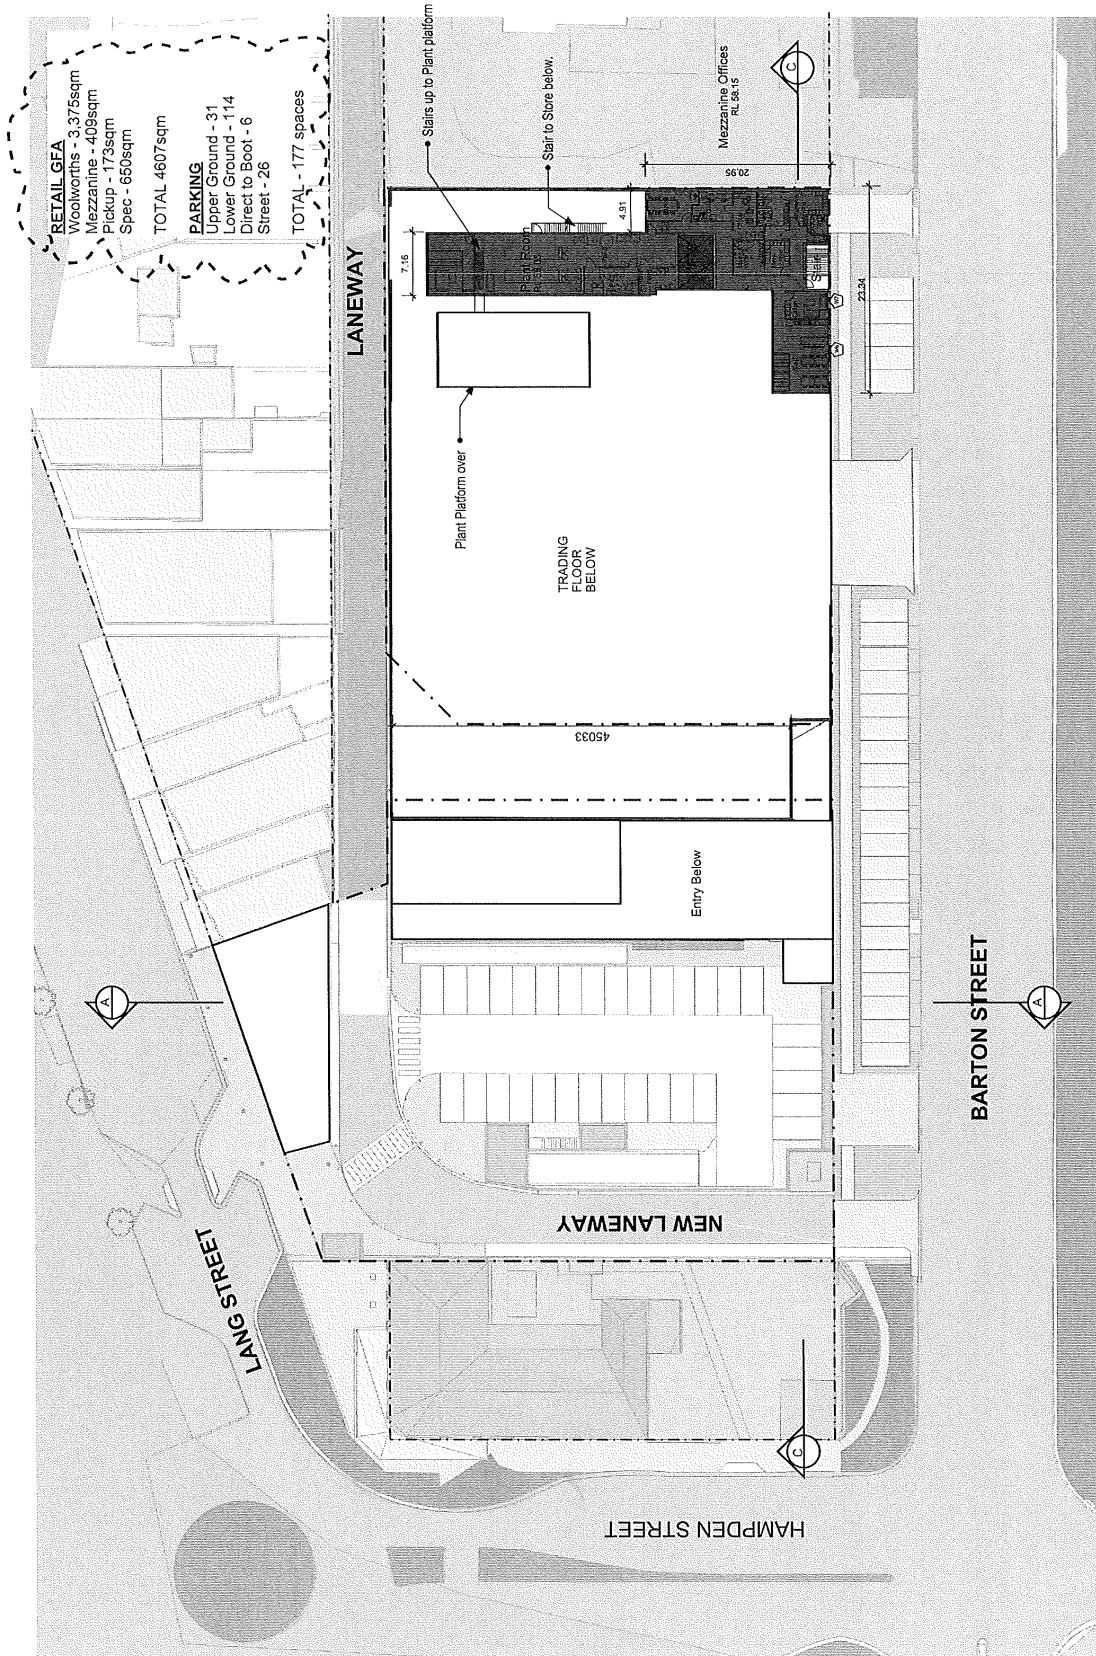 RETAIL GFA
Woolworths - 3,375sqm
Mezzanine - 409sqm
Pickup - 173sqm
Spec - 650sqm
TOTAL 4607sqm
PARKING
Upper Ground - 31
Lower Ground - 114
Direct to Boot - 6
Street - 26
TOTAL - 177 spaces
Stairs up to Plant platform
Stair to Store below.
Mezzanine Offices
RL 58.15
C
20.95
4.91
7.16
23.34
LANEWAY
Plant Room
Stair 1
Plant Platform over
TRADING
FLOOR
BELOW
45033
Entry Below
A
A
BARTON STREET
NEW LANEWAY
LANG STREET
C
HAMPDEN STREET